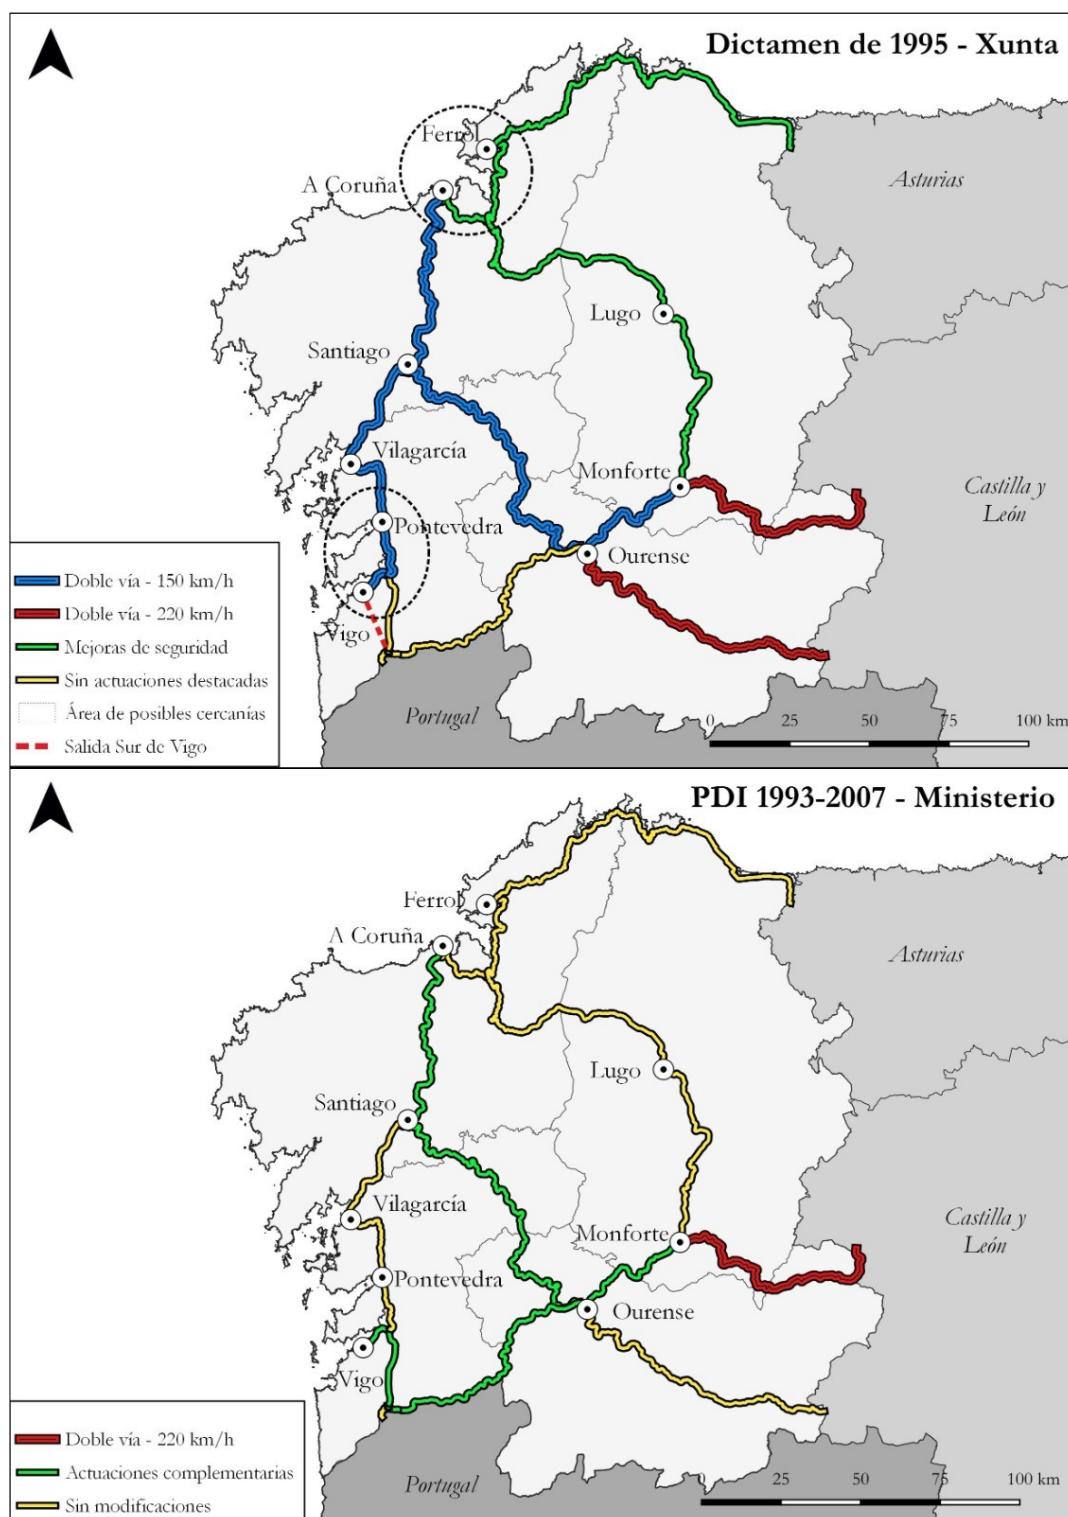 Dictamen de 1995 - Xunta
Ferrol
A Coruña
Asturias
Lugo
Santiago
Vilagarcía
Monforte
Castilla y
León
Pontevedra
Ourense
Vigo
Portugal
Doble vía - 150 km/h
Doble vía - 220 km/h
Mejoras de seguridad
Sin actuaciones destacadas
Área de posibles cercanías
Salida Sur de Vigo
0 25 50 75 100 km
PDI 1993-2007 - Ministerio
Ferrol
A Coruña
Asturias
Lugo
Santiago
Vilagarcía
Castilla y
León
Monforte
Pontevedra
Ourense
Vigo
Portugal
Doble vía - 220 km/h
Actuaciones complementarias
Sin modificaciones
0 25 50 75 100 km